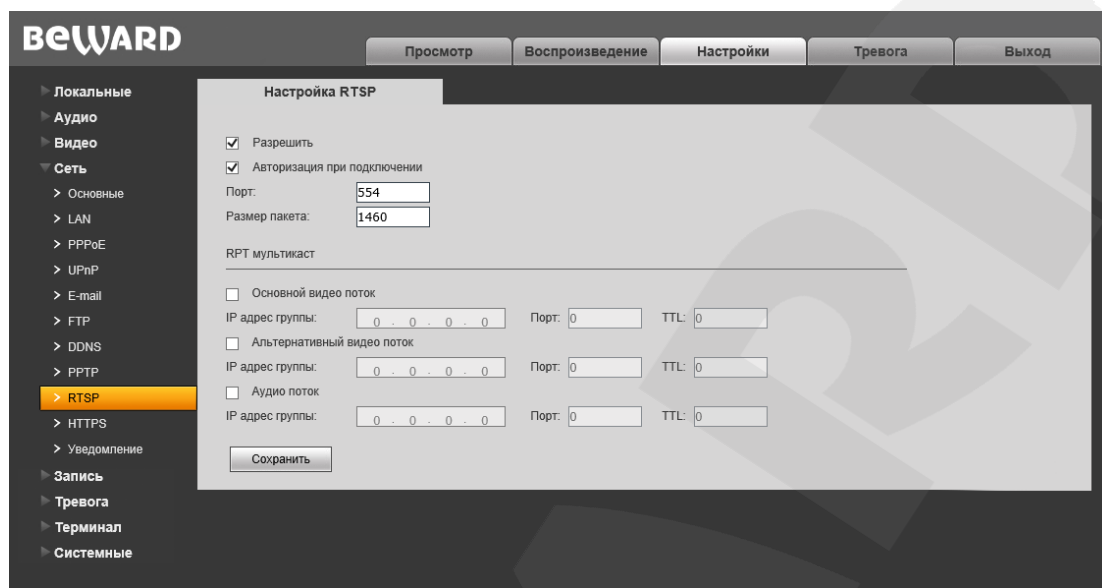 BEWARD
Просмотр Воспроизведение Настройки Тревога Выход
Локальные
Аудио
Видео
Сеть
> Основные
> LAN
> PPPoE
> UPnP
> E-mail
> FTP
> DDNS
> PPTP
> RTSP
> HTTPS
> Уведомление
Запись
Тревога
Терминал
Системные
Настройка RTSP
Разрешить
Авторизация при подключении
Порт: 554
Размер пакета: 1460
RPT мультикаст
Основной видео поток
IP адрес группы: 0 . 0 . 0 . 0 Порт: 0 TTL: 0
Альтернативный видео поток
IP адрес группы: 0 . 0 . 0 . 0 Порт: 0 TTL: 0
Аудио поток
IP адрес группы: 0 . 0 . 0 . 0 Порт: 0 TTL: 0
Сохранить